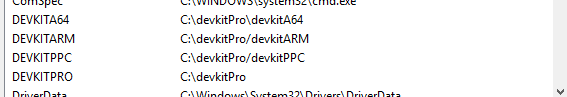 ComSpec C:\WINDOWS\system32\cmd.exe
DEVKITA64 C:\devkitPro\devkitA64
DEVKITARM C:\devkitPro/devkitARM
DEVKITPPC C:\devkitPro/devkitPPC
DEVKITPRO C:\devkitPro
DriverData C:\Windows\System32\Drivers\DriverData